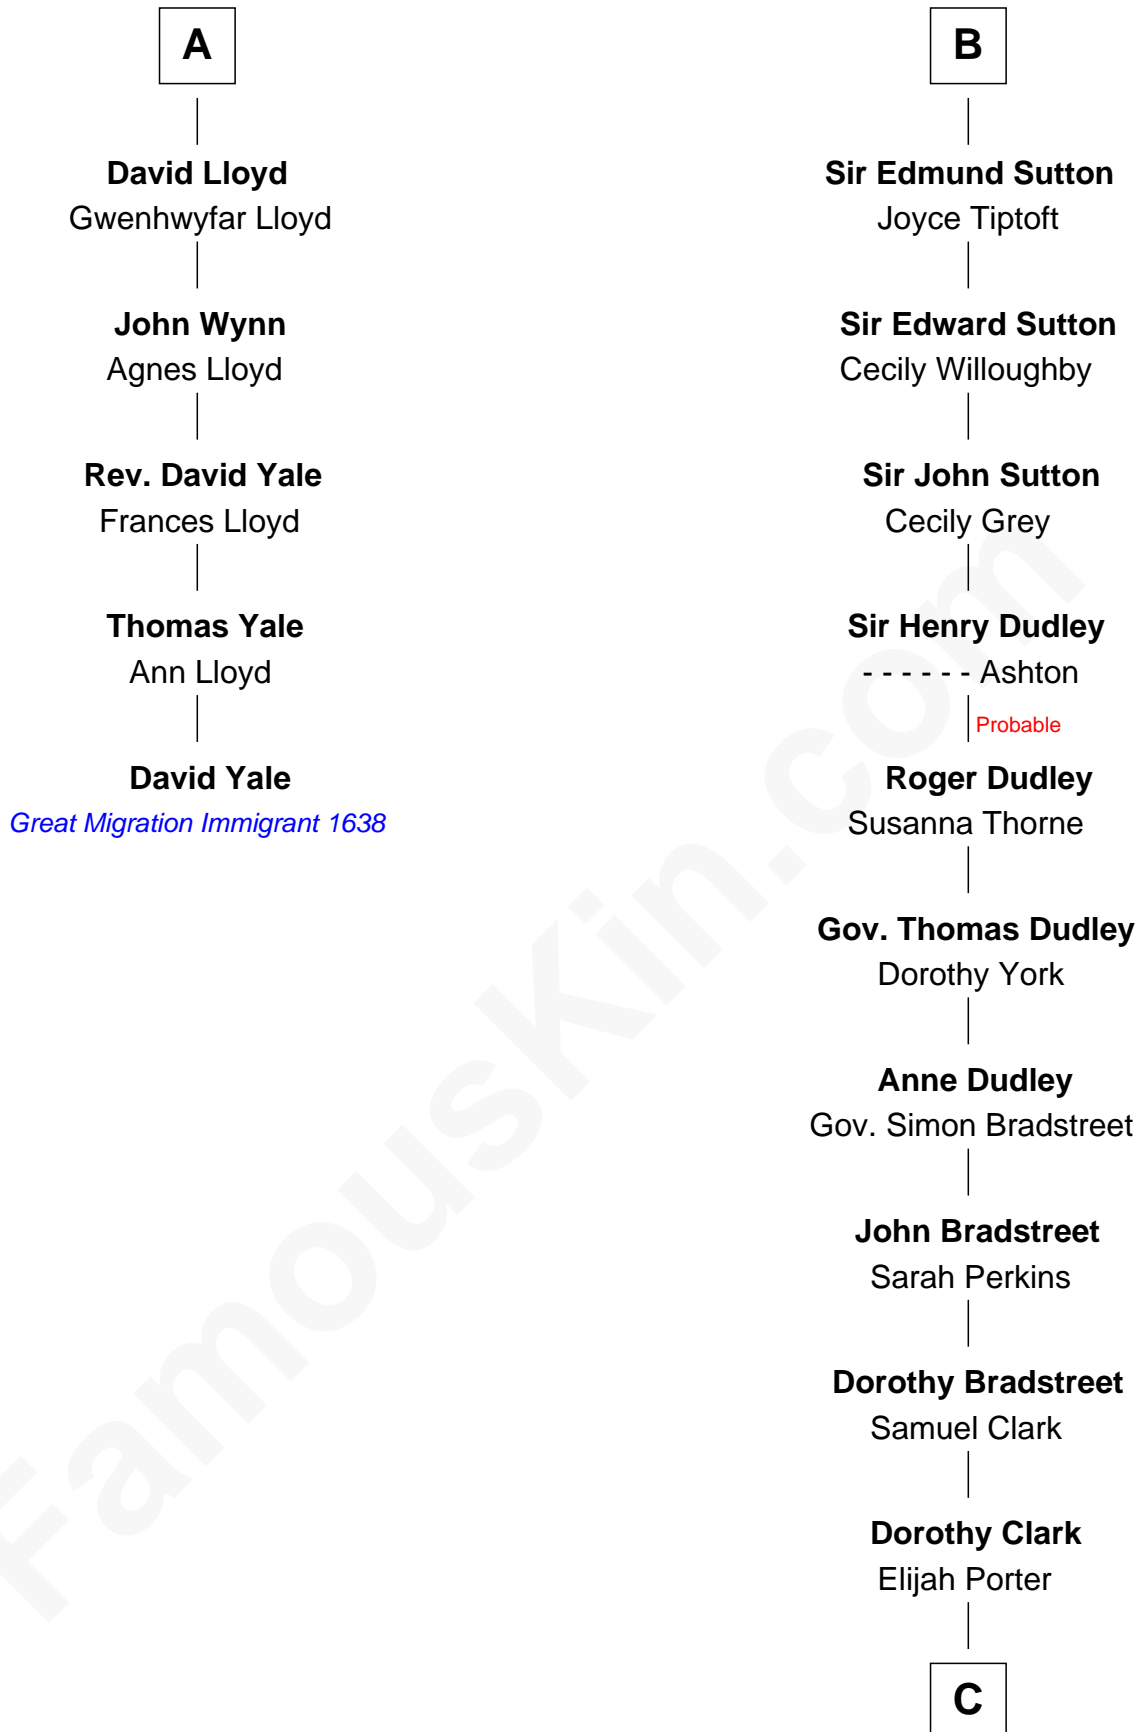 A
David Lloyd
Gwenhwyfar Lloyd
John Wynn
Agnes Lloyd
Rev. David Yale
Frances Lloyd
Thomas Yale
Ann Lloyd
David Yale
Great Migration Immigrant 1638
B
Sir Edmund Sutton
Joyce Tiptoft
Sir Edward Sutton
Cecily Willoughby
Sir John Sutton
Cecily Grey
Sir Henry Dudley
- - - - - - Ashton
Probable
Roger Dudley
Susanna Thorne
Gov. Thomas Dudley
Dorothy York
Anne Dudley
Gov. Simon Bradstreet
John Bradstreet
Sarah Perkins
Dorothy Bradstreet
Samuel Clark
Dorothy Clark
Elijah Porter
C
FamousKin.com